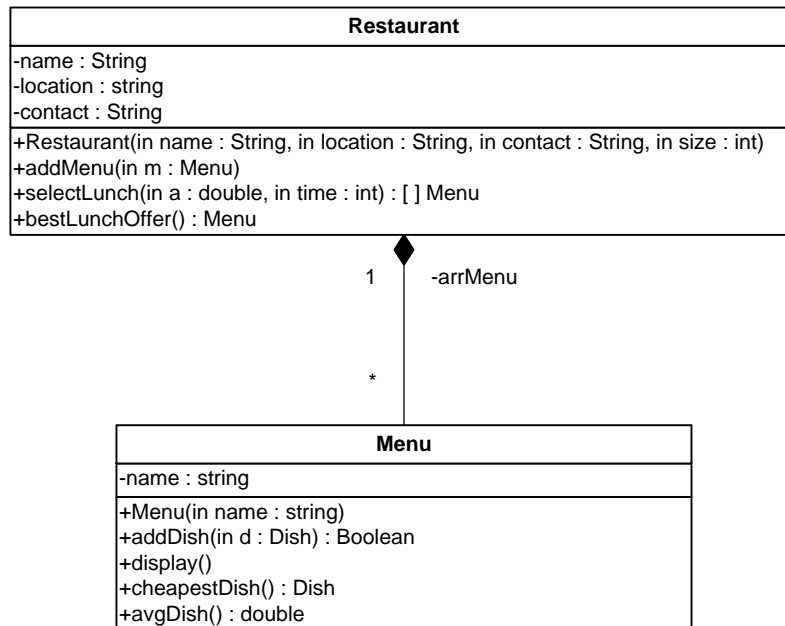 Restaurant
-name : String
-location : string
-contact : String
+Restaurant(in name : String, in location : String, in contact : String, in size : int)
+addMenu(in m : Menu)
+selectLunch(in a : double, in time : int) : [ ] Menu
+bestLunchOffer() : Menu
1 -arrMenu
*
Menu
-name : string
+Menu(in name : string)
+addDish(in d : Dish) : Boolean
+display()
+cheapestDish() : Dish
+avgDish() : double